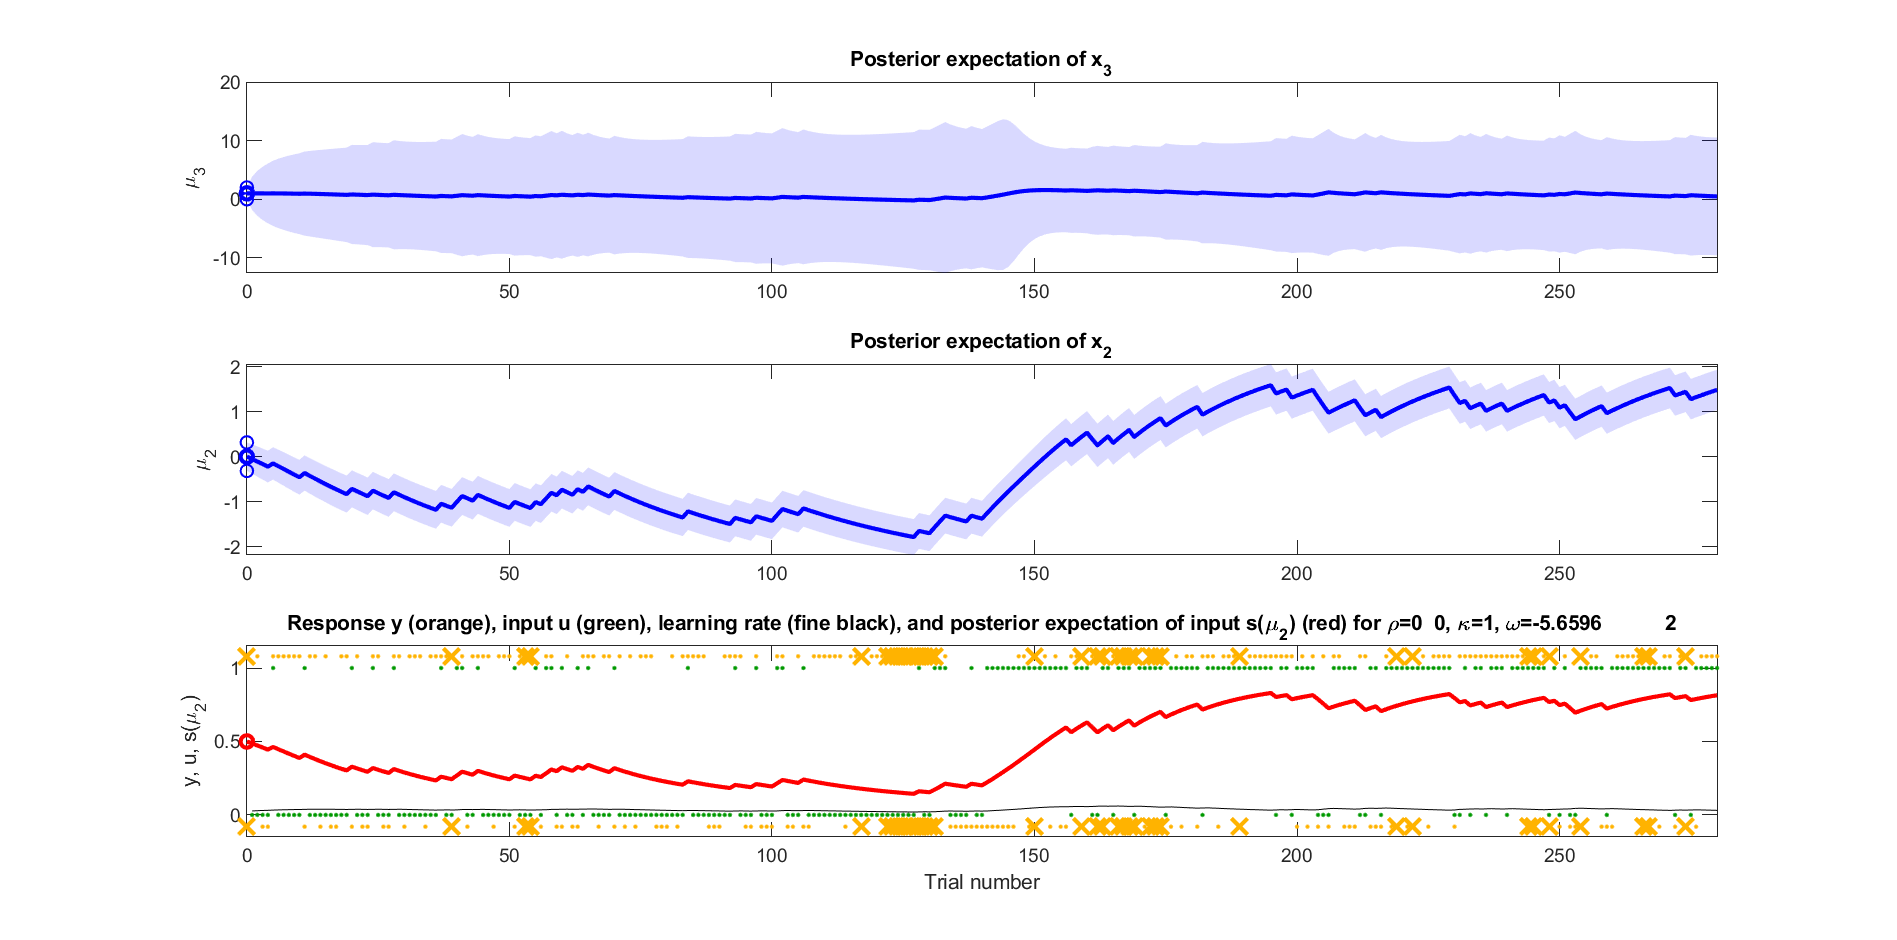 Posterior expectation of x3
20
10
0
-10
μ3
0 50 100 150 200 250
Posterior expectation of x2
2
1
0
-1
-2
μ2
0 50 100 150 200 250
Response y (orange), input u (green), learning rate (fine black), and posterior expectation of input s(μ2) (red) for ρ=0 0, κ=1, ω=-5.6596 2
1
0.5
0
y, u, s(μ2)
0 50 100 150 200 250
Trial number